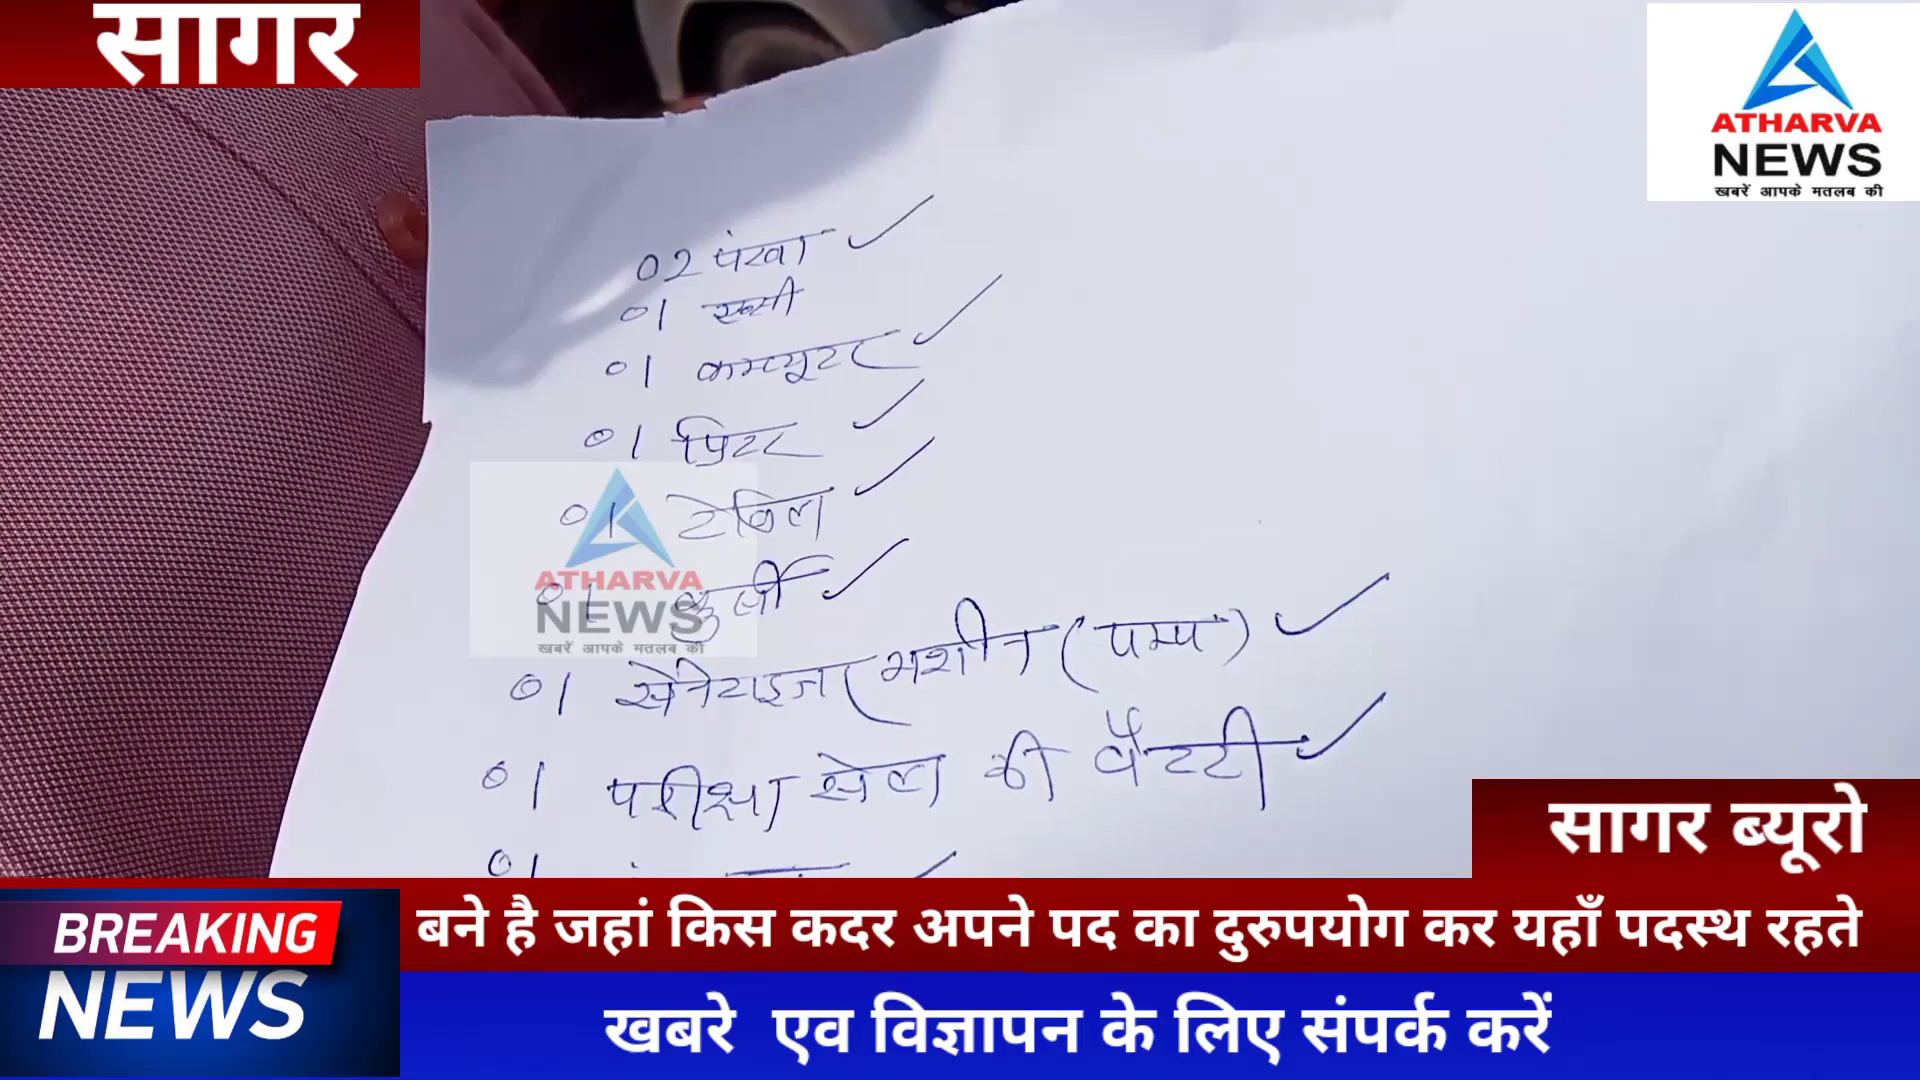 सागर
ATHARVA
NEWS
खबरें आपके मतलब की
02 पंखा
01
01 कम्प्यूटर
01 प्रिंटर
01 टेबिल
01 कुर्सी
01 सेनेटाइजर मशीन (पम्प)
01 परीक्षा सेल की बैटटी
01
ATHARVA
NEWS
खबरें आपके मतलब की
सागर ब्यूरो
BREAKING
NEWS
बने है जहां किस कदर अपने पद का दुरुपयोग कर यहाँ पदस्थ रहते
खबरे एव विज्ञापन के लिए संपर्क करें